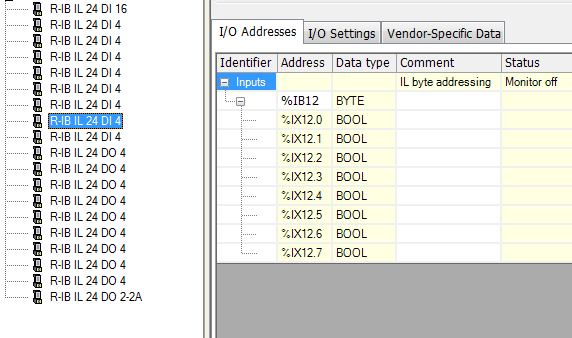 R-IB IL 24 DI 16
R-IB IL 24 DI 4
R-IB IL 24 DI 4
R-IB IL 24 DI 4
R-IB IL 24 DI 4
R-IB IL 24 DI 4
R-IB IL 24 DI 4
R-IB IL 24 DI 4
R-IB IL 24 DI 4
R-IB IL 24 DO 4
R-IB IL 24 DO 4
R-IB IL 24 DO 4
R-IB IL 24 DO 4
R-IB IL 24 DO 4
R-IB IL 24 DO 4
R-IB IL 24 DO 4
R-IB IL 24 DO 4
R-IB IL 24 DO 4
R-IB IL 24 DO 2-2A
I/O Addresses I/O Settings Vendor-Specific Data
Identifier Address Data type Comment Status
Inputs IL byte addressing Monitor off
%IB12 BYTE
%IX12.0 BOOL
%IX12.1 BOOL
%IX12.2 BOOL
%IX12.3 BOOL
%IX12.4 BOOL
%IX12.5 BOOL
%IX12.6 BOOL
%IX12.7 BOOL